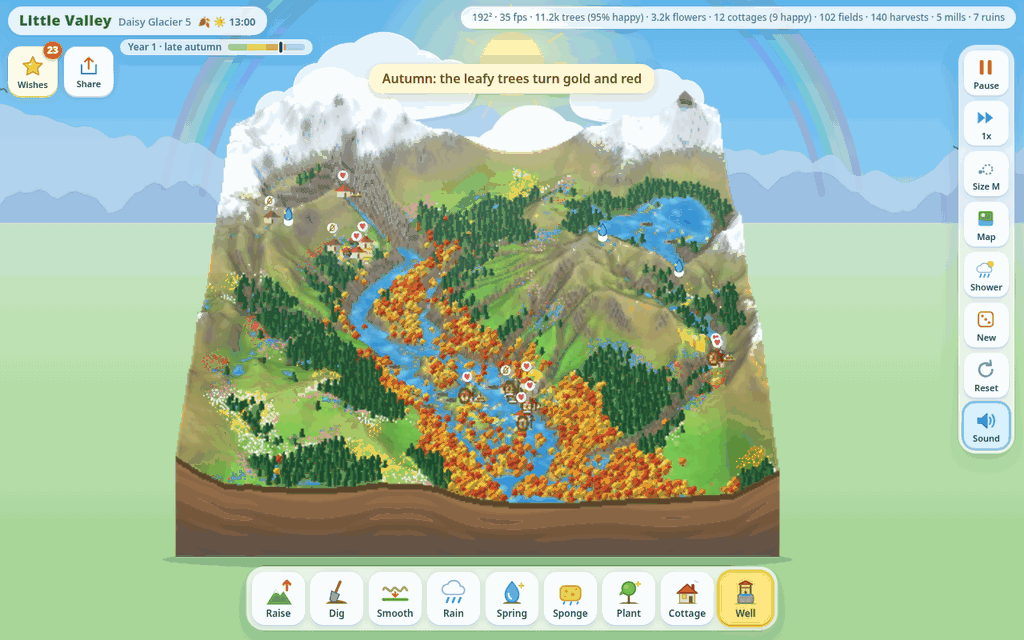 Little Valley Daisy Glacier 5 13:00
192² · 35 fps · 11.2k trees (95% happy) · 3.2k flowers · 12 cottages (9 happy) · 102 fields · 140 harvests · 5 mills · 7 ruins
Year 1 · late autumn
23
Wishes
Share
Autumn: the leafy trees turn gold and red
Pause
1x
Size M
Map
Shower
New
Reset
Sound
Raise
Dig
Smooth
Rain
Spring
Sponge
Plant
Cottage
Well